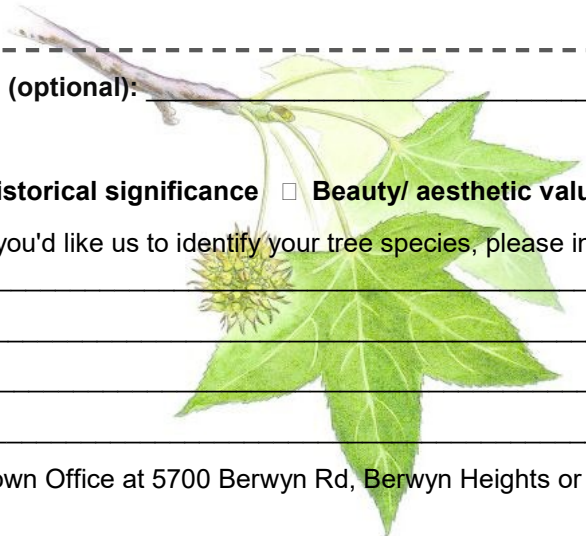 (optional):
istorical significance □ Beauty/ aesthetic valu
you'd like us to identify your tree species, please in
own Office at 5700 Berwyn Rd, Berwyn Heights or